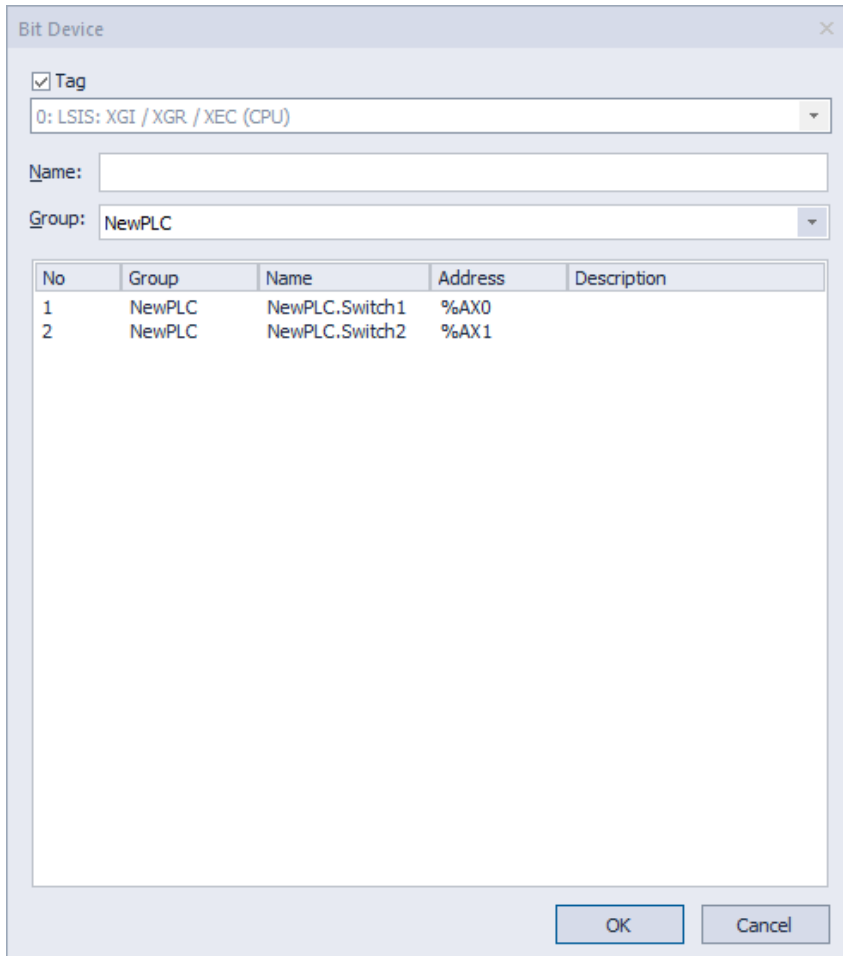 Bit Device
Tag
0: LSIS: XGI / XGR / XEC (CPU)
Name:
Group: NewPLC
No Group Name Address Description
1 NewPLC NewPLC.Switch1 %AX0
2 NewPLC NewPLC.Switch2 %AX1
OK Cancel